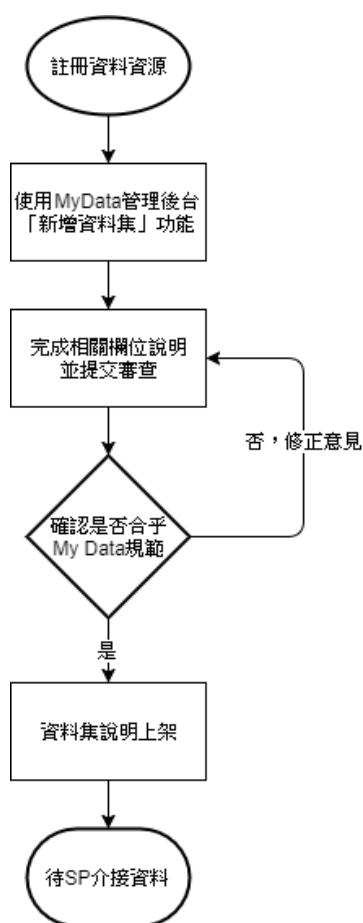 註冊資料資源
使用MyData管理後台
「新增資料集」功能
完成相關欄位說明
並提交審查
否，修正意見
確認是否合乎
My Data規範
是
資料集說明上架
待SP介接資料